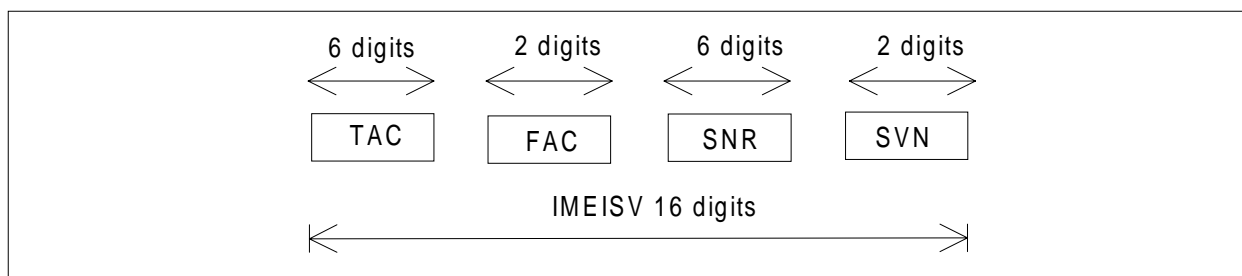 6 digits 2 digits 6 digits 2 digits
TAC FAC SNR SVN
IMEISV 16 digits